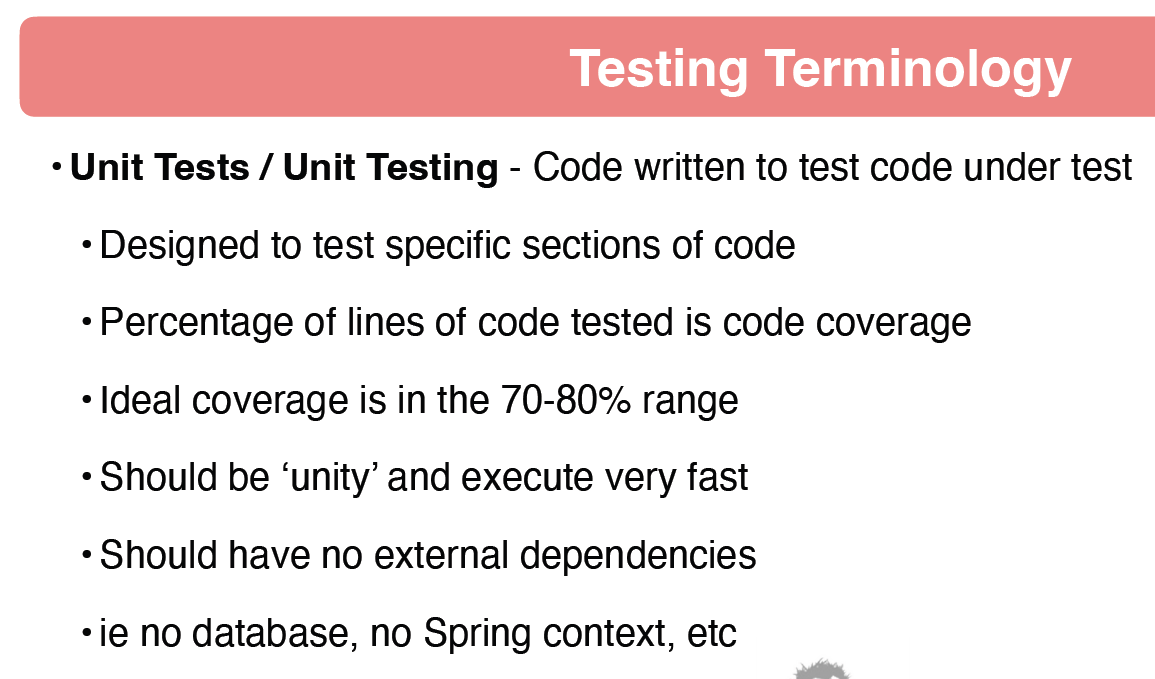 Testing Terminology
• Unit Tests / Unit Testing - Code written to test code under test
• Designed to test specific sections of code
• Percentage of lines of code tested is code coverage
• Ideal coverage is in the 70-80% range
• Should be ‘unity’ and execute very fast
• Should have no external dependencies
• ie no database, no Spring context, etc